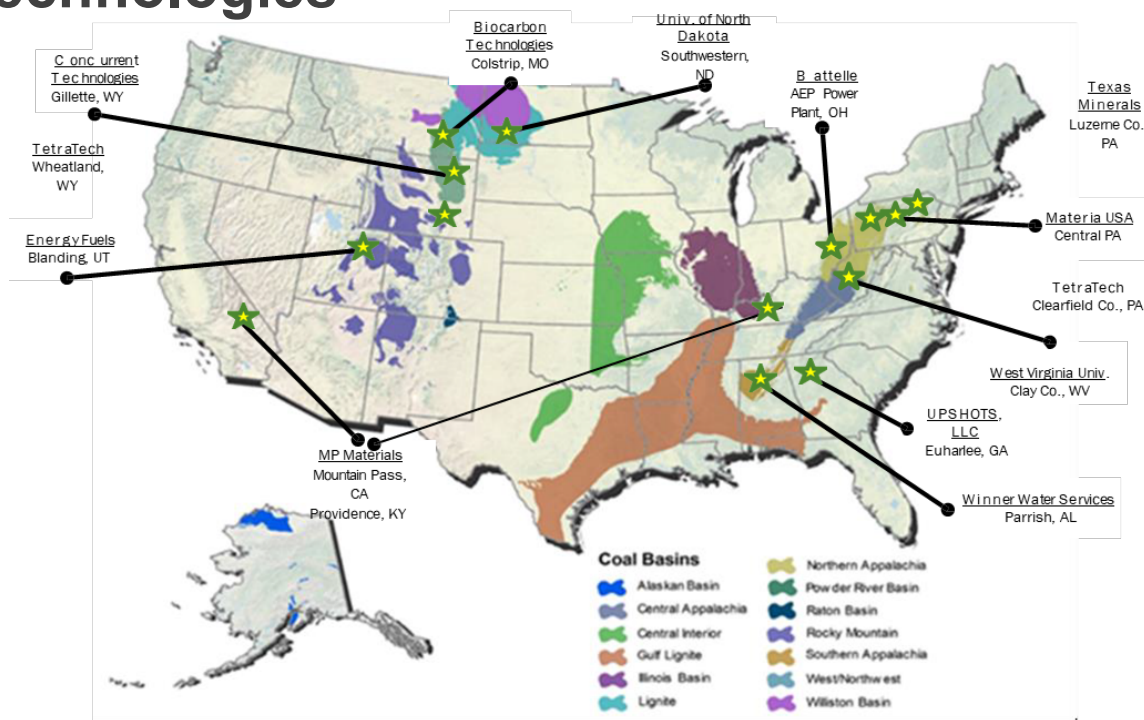 echnologies
Biocarbon
Technologies
Colstrip, MO
Univ. of North
Dakota
Southwestern,
ND
C onc urrent
Technologies
Gillette, WY
B attelle
AEP Power
Plant, OH
Texas
Minerals
Luzerne Co.
PA
TetraTech
Wheatland,
WY
Materia USA
Central PA
EnergyFuels
Blanding, UT
TetraTech
Clearfield Co., PA
West Virginia Univ.
Clay Co., WV
UPSHOTS,
LLC
Euharlee, GA
MP Materials
Mountain Pass,
CA
Providence, KY
Winner Water Services
Parrish, AL
Coal Basins
Alaskan Basin
Central Appalachia
Central Interior
Gulf Lignite
Illinois Basin
Lignite
Northern Appalachia
Powder River Basin
Raton Basin
Rocky Mountain
Southern Appalachia
West/Northwest
Williston Basin